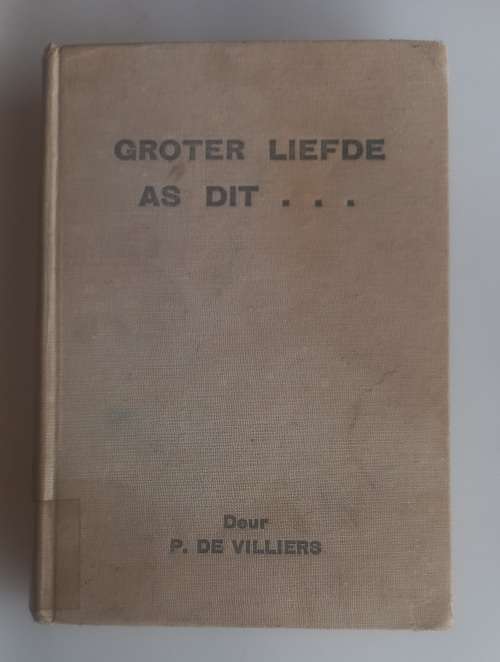 GROTER LIEFDE
AS DIT . . .
Deur
P. DE VILLIERS